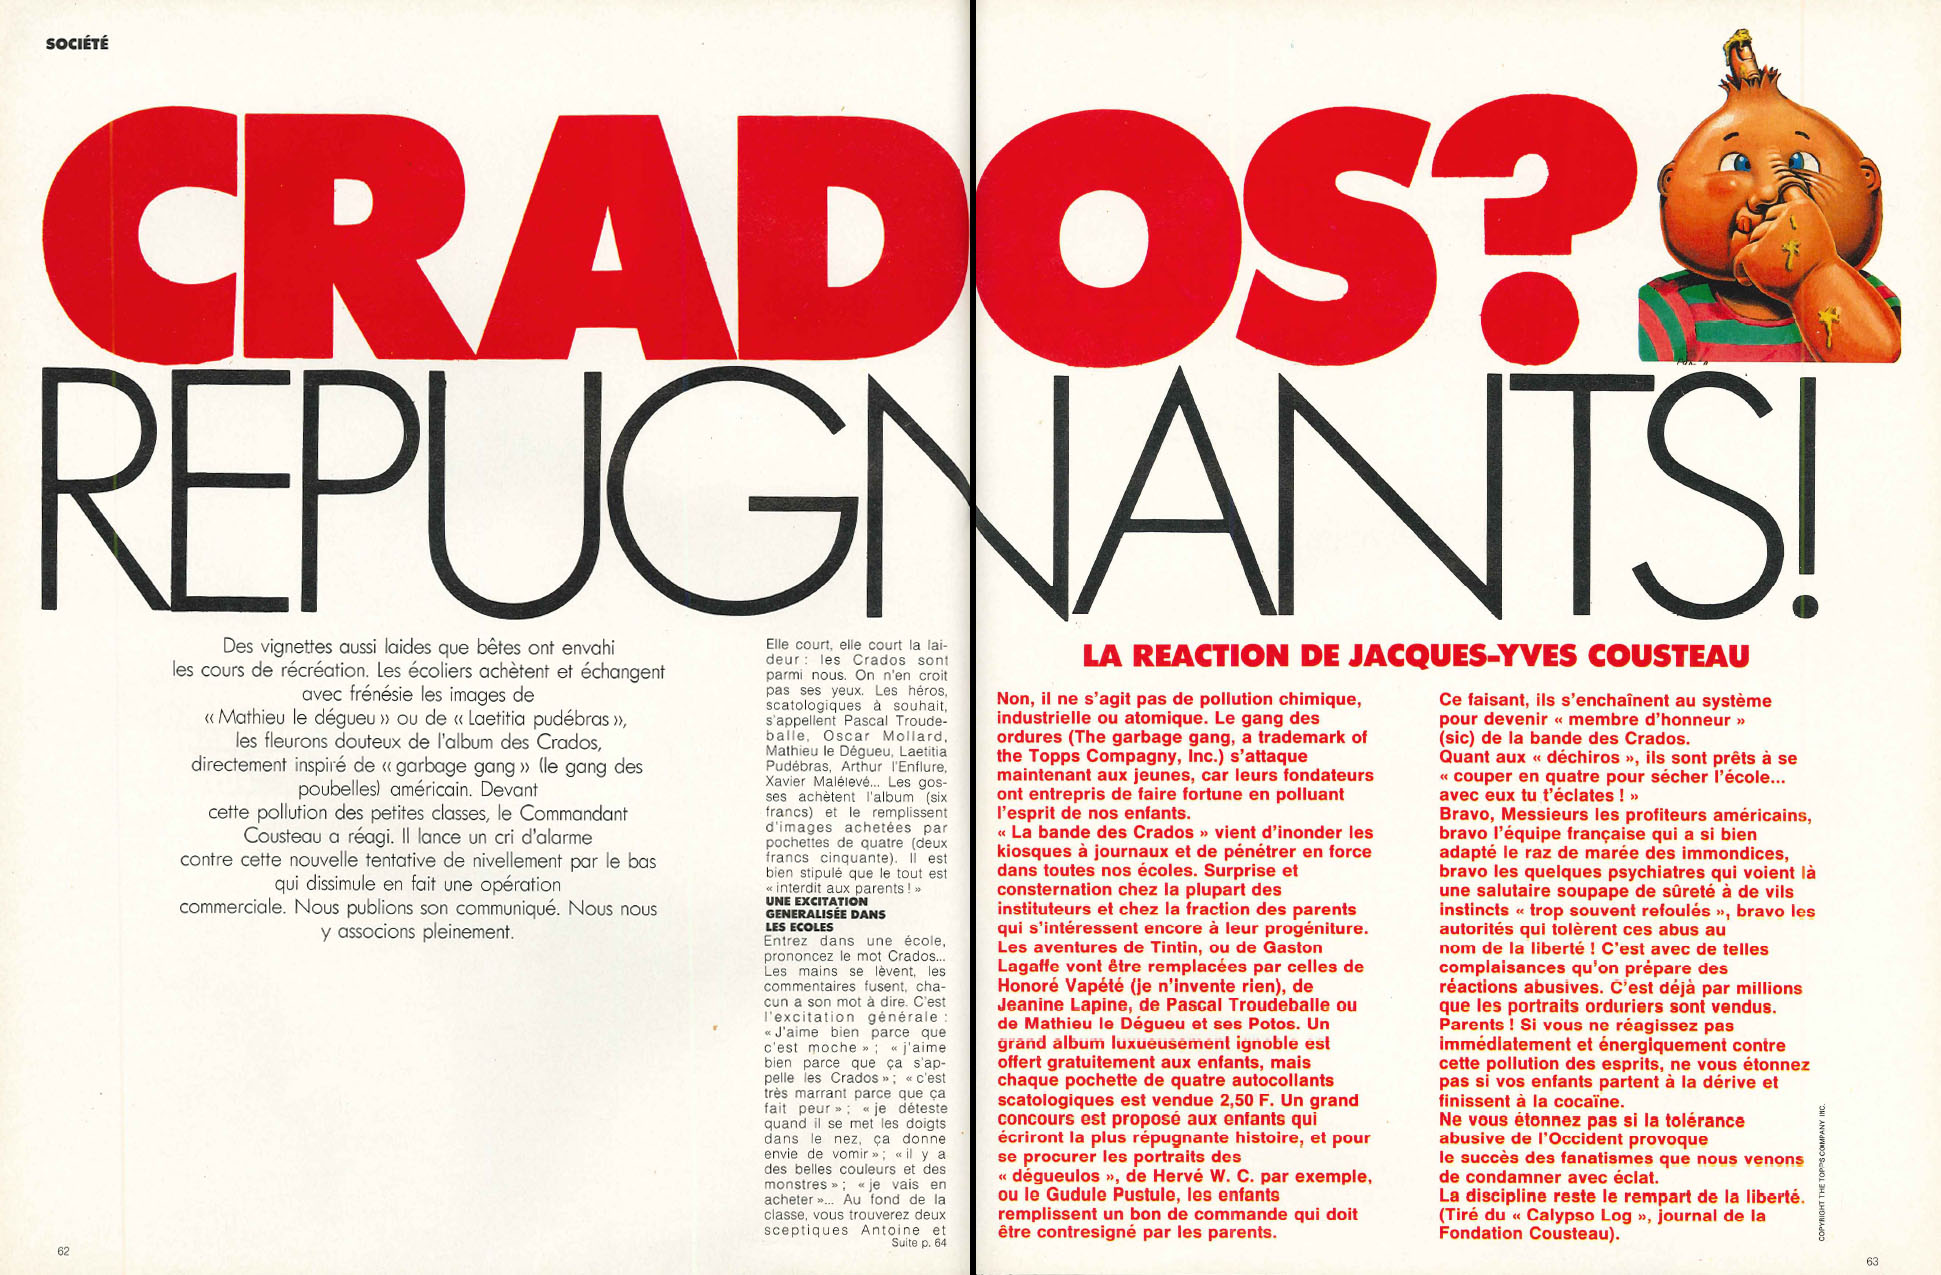 SOCIÉTÉ
CRADOS?
REPUGNANTS!
Des vignettes aussi laides que bêtes ont envahi
les cours de récréation. Les écoliers achètent et échangent
avec frénésie les images de
« Mathieu le dégueu » ou de « Laetitia pudébras »,
les fleurons douteux de l'album des Crados,
directement inspiré de « garbage gang » (le gang des
poubelles) américain. Devant
cette pollution des petites classes, le Commandant
Cousteau a réagi. Il lance un cri d'alarme
contre cette nouvelle tentative de nivellement par le bas
qui dissimule en fait une opération
commerciale. Nous publions son communiqué. Nous nous
y associons pleinement.
Elle court, elle court la lai-
deur : les Crados sont
parmi nous. On n'en croit
pas ses yeux. Les héros,
scatologiques à souhait,
s'appellent Pascal Troude-
balle, Oscar Mollard,
Mathieu le Dégueu, Laetitia
Pudébras, Arthur l'Enflure,
Xavier Malélevé... Les gos-
ses achètent l'album (six
francs) et le remplissent
d'images achetées par
pochettes de quatre (deux
francs cinquante). Il est
bien stipulé que le tout est
« interdit aux parents ! »
UNE EXCITATION
GENERALISÉE DANS
LES ECOLES
Entrez dans une école,
prononcez le mot Crados...
Les mains se lèvent, les
commentaires fusent, cha-
cun a son mot à dire. C'est
l'excitation générale :
« J'aime bien parce que
c'est moche » ; « j'aime
bien parce que ça s'ap-
pelle les Crados » ; « c'est
très marrant parce que ça
fait peur » ; « je déteste
quand il se met les doigts
dans le nez, ça donne
envie de vomir » ; « il y a
des belles couleurs et des
monstres » ; « je vais en
acheter »... Au fond de la
classe, vous trouverez deux
sceptiques Antoine et
Suite p. 64
62
LA REACTION DE JACQUES-YVES COUSTEAU
Non, il ne s'agit pas de pollution chimique,
industrielle ou atomique. Le gang des
ordures (The garbage gang, a trademark of
the Topps Compagny, Inc.) s'attaque
maintenant aux jeunes, car leurs fondateurs
ont entrepris de faire fortune en polluant
l'esprit de nos enfants.
« La bande des Crados » vient d'inonder les
kiosques à journaux et de pénétrer en force
dans toutes nos écoles. Surprise et
consternation chez la plupart des
instituteurs et chez la fraction des parents
qui s'intéressent encore à leur progéniture.
Les aventures de Tintin, ou de Gaston
Lagaffe vont être remplacées par celles de
Honoré Vapété (je n'invente rien), de
Jeanine Lapine, de Pascal Troudeballe ou
de Mathieu le Dégueu et ses Potos. Un
grand album luxueusement ignoble est
offert gratuitement aux enfants, mais
chaque pochette de quatre autocollants
scatologiques est vendue 2,50 F. Un grand
concours est proposé aux enfants qui
écriront la plus répugnante histoire, et pour
se procurer les portraits des
« dégueulos », de Hervé W. C. par exemple,
ou le Gudule Pustule, les enfants
remplissent un bon de commande qui doit
être contresigné par les parents.
Ce faisant, ils s'enchaînent au système
pour devenir « membre d'honneur »
(sic) de la bande des Crados.
Quant aux « déchiros », ils sont prêts à se
« couper en quatre pour sécher l'école...
avec eux tu t'éclates ! »
Bravo, Messieurs les profiteurs américains,
bravo l'équipe française qui a si bien
adapté le raz de marée des immondices,
bravo les quelques psychiatres qui voient là
une salutaire soupape de sûreté à de vils
instincts « trop souvent refoulés », bravo les
autorités qui tolèrent ces abus au
nom de la liberté ! C'est avec de telles
complaisances qu'on prépare des
réactions abusives. C'est déjà par millions
que les portraits orduriers sont vendus.
Parents ! Si vous ne réagissez pas
immédiatement et énergiquement contre
cette pollution des esprits, ne vous étonnez
pas si vos enfants partent à la dérive et
finissent à la cocaïne.
Ne vous étonnez pas si la tolérance
abusive de l'Occident provoque
le succès des fanatismes que nous venons
de condamner avec éclat.
La discipline reste le rempart de la liberté.
(Tiré du « Calypso Log », journal de la
Fondation Cousteau).
COPYRIGHT THE TOPPS COMPANY INC.
63